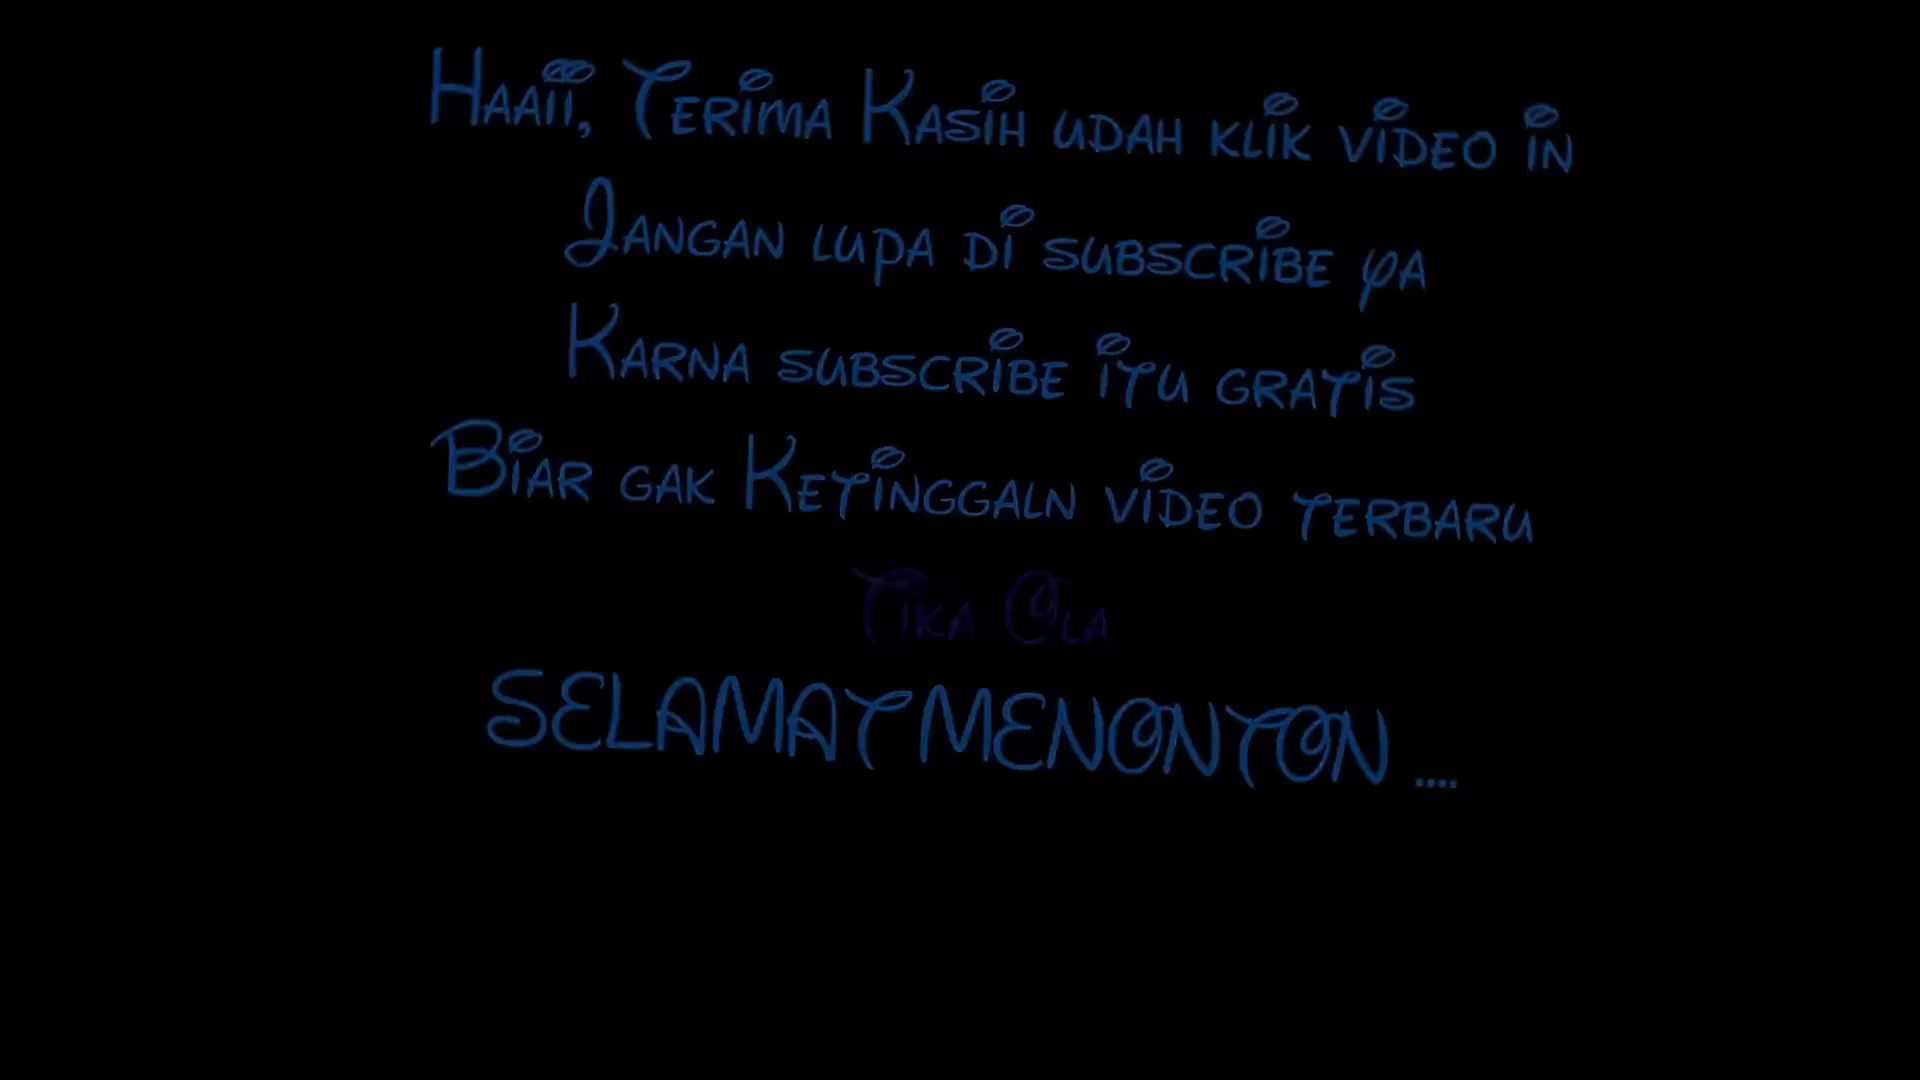 Haaii, Terima Kasih udah klik video in
Jangan lupa di subscribe ya
Karna subscribe itu gratis
Biar gak Ketinggaln video terbaru
Tika Ola
SELAMAT MENONTON ....